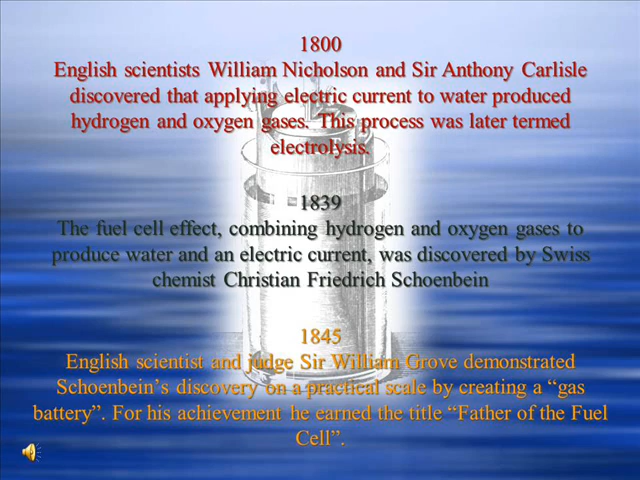 1800
English scientists William Nicholson and Sir Anthony Carlisle
discovered that applying electric current to water produced
hydrogen and oxygen gases. This process was later termed
electrolysis.
1839
The fuel cell effect, combining hydrogen and oxygen gases to
produce water and an electric current, was discovered by Swiss
chemist Christian Friedrich Schoenbein
1845
English scientist and judge Sir William Grove demonstrated
Schoenbein’s discovery on a practical scale by creating a “gas
battery”. For his achievement he earned the title “Father of the Fuel
Cell”.